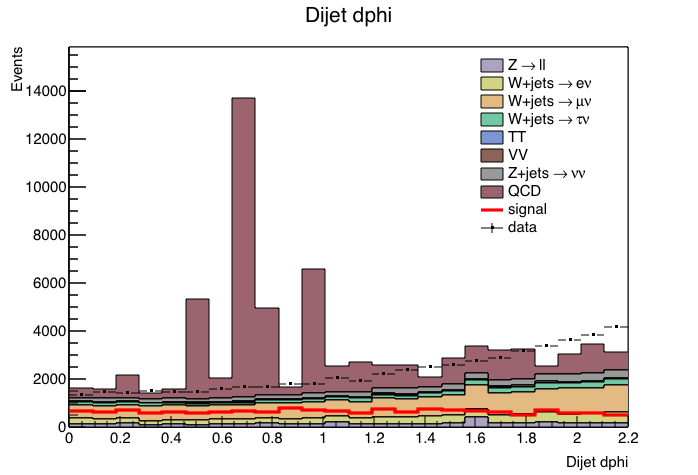 Dijet dphi
Events
14000
12000
10000
8000
6000
4000
2000
0
0 0.2 0.4 0.6 0.8 1 1.2 1.4 1.6 1.8 2 2.2
Dijet dphi
Z → ll
W+jets → eν
W+jets → μν
W+jets → τν
TT
VV
Z+jets → νν
QCD
signal
data